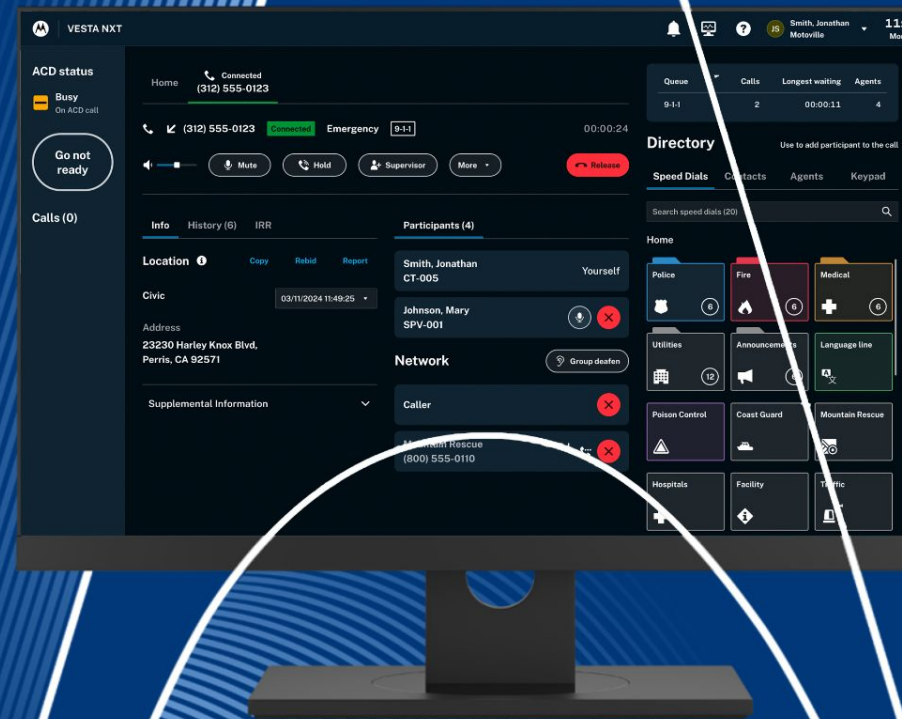 VESTA NXT
Smith, Jonathan
Motoville
JS
ACD status
Busy
On ACD call
Go not
ready
Calls (0)
Home
Connected
(312) 555-0123
(312) 555-0123 Connected Emergency 9-1-1 00:00:24
Mute Hold Supervisor More Release
Info History (6) IRR
Location Copy Rebid Report
Civic 03/11/2024 11:49:25
Address
23230 Harley Knox Blvd,
Perris, CA 92571
Supplemental Information
Participants (4)
Smith, Jonathan
CT-005
Yourself
Johnson, Mary
SPV-001
Network Group deafen
Caller
Mountain Rescue
(800) 555-0110
Queue Calls Longest waiting Agents
9-1-1 2 00:00:11 4
Directory Use to add participant to the call
Speed Dials Contacts Agents Keypad
Search speed dials (20)
Home
Police Fire Medical
6 6 6
Utilities Announcements Language line
12
Poison Control Coast Guard Mountain Rescue
Hospitals Facility Traffic